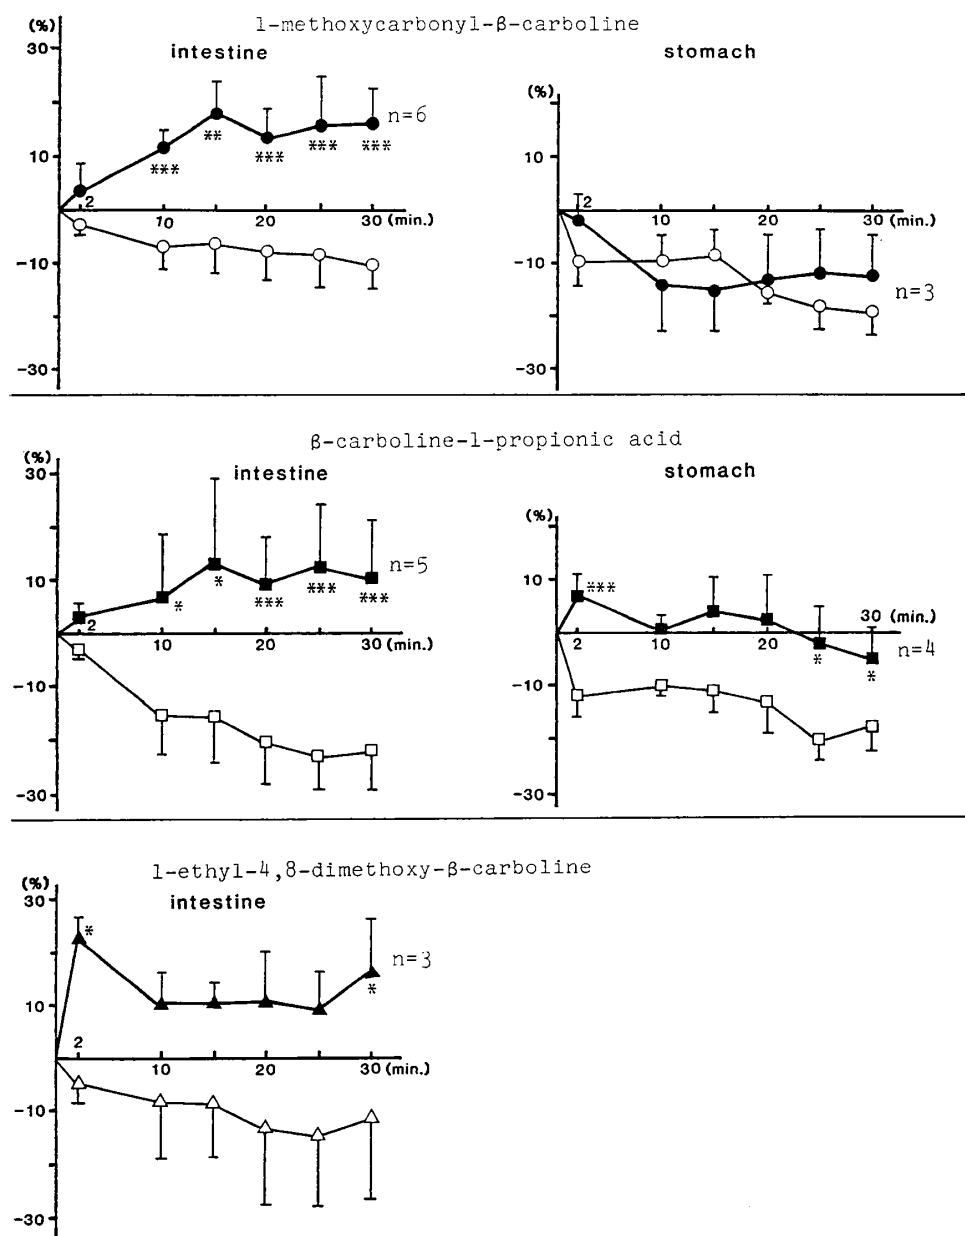 1-methoxycarbonyl-β-carboline
(%)
intestine
stomach
30
(%)
n=6
**
***
***
***
***
10
10
2
2
10
20
30 (min.)
10
20
30 (min.)
-10
-10
n=3
-30
-30
β-carboline-1-propionic acid
(%)
intestine
stomach
30
(%)
n=5
10
10
***
*
*
***
***
***
2
10
20
30 (min.)
30 (min.)
2
10
20
n=4
*
*
-10
-10
-30
-30
1-ethyl-4,8-dimethoxy-β-carboline
(%)
intestine
30
*
n=3
*
10
2
10
20
30 (min.)
-10
-30